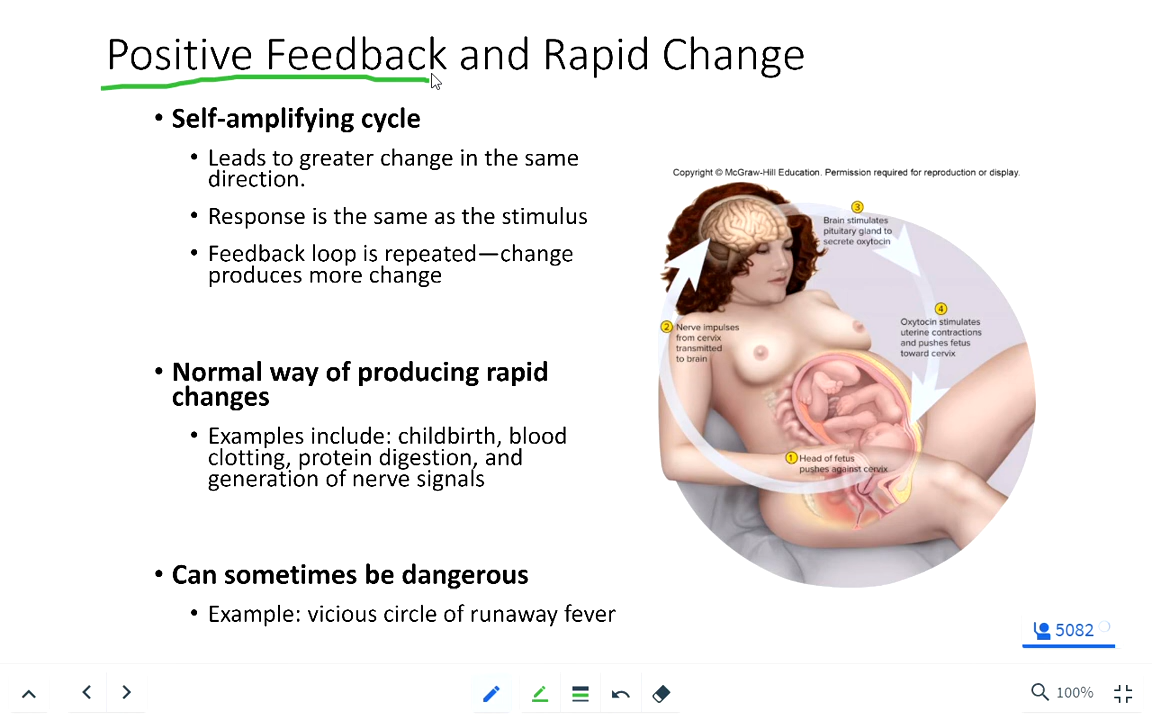 Positive Feedback and Rapid Change
• Self-amplifying cycle
• Leads to greater change in the same
direction.
• Response is the same as the stimulus
• Feedback loop is repeated—change
produces more change
• Normal way of producing rapid
changes
• Examples include: childbirth, blood
clotting, protein digestion, and
generation of nerve signals
• Can sometimes be dangerous
• Example: vicious circle of runaway fever
Copyright © McGraw-Hill Education. Permission required for reproduction or display.
3
Brain stimulates
pituitary gland to
secrete oxytocin
4
Oxytocin stimulates
uterine contractions
and pushes fetus
toward cervix
2 Nerve impulses
from cervix
transmitted
to brain
1 Head of fetus
pushes against cervix
5082
100%